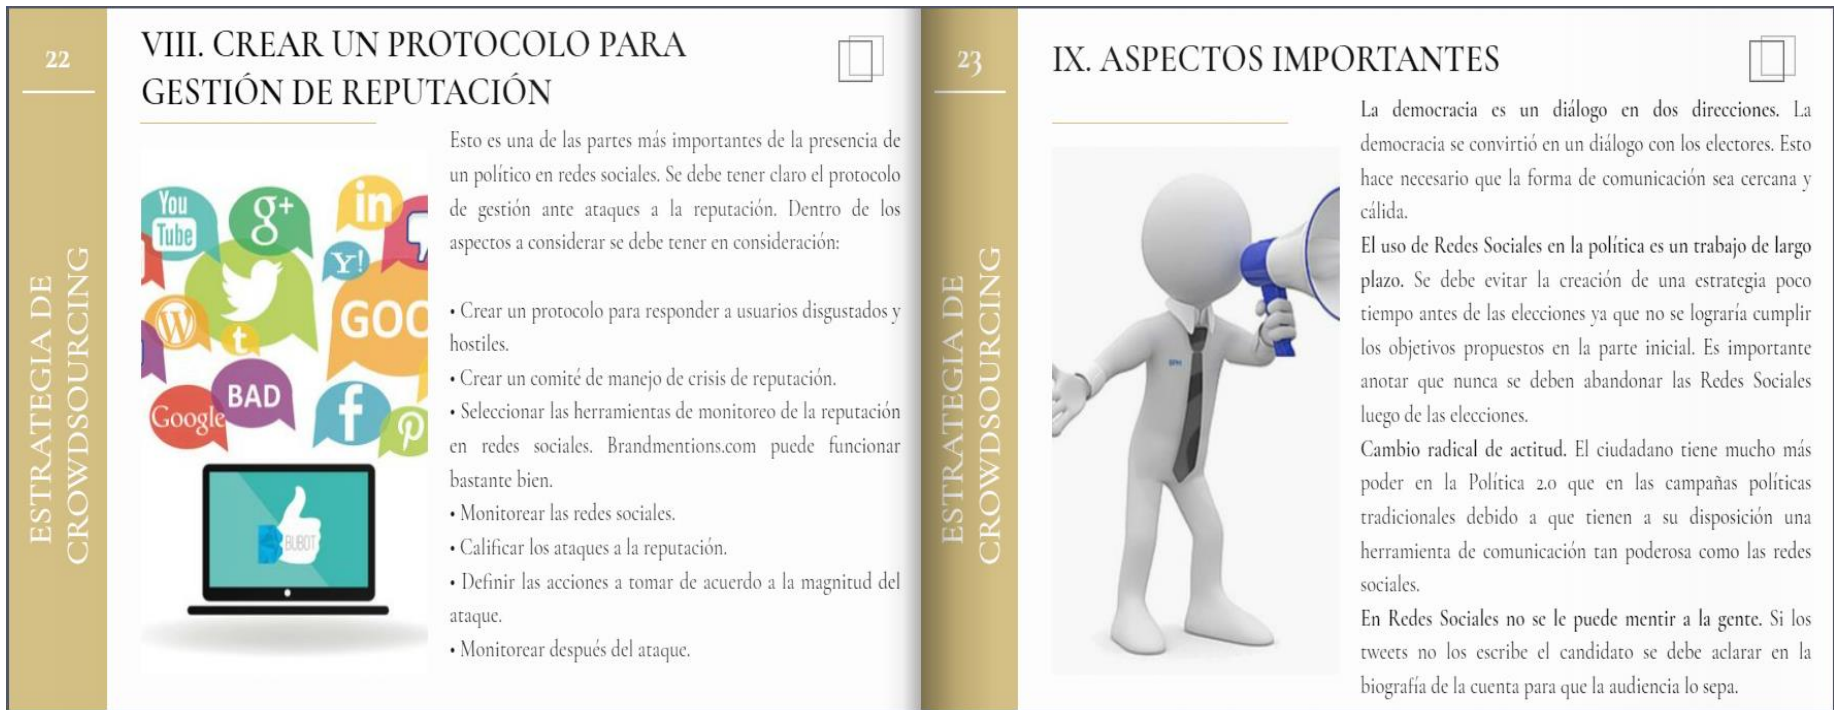 22
ESTRATEGIA DE
CROWDSOURCING
VIII. CREAR UN PROTOCOLO PARA
GESTIÓN DE REPUTACIÓN
You
Tube
g+
in
Y!
GOO
t
BAD
Google
f
BUBOT
Esto es una de las partes más importantes de la presencia de
un político en redes sociales. Se debe tener claro el protocolo
de gestión ante ataques a la reputación. Dentro de los
aspectos a considerar se debe tener en consideración:
• Crear un protocolo para responder a usuarios disgustados y
hostiles.
• Crear un comité de manejo de crisis de reputación.
• Seleccionar las herramientas de monitoreo de la reputación
en redes sociales. Brandmentions.com puede funcionar
bastante bien.
• Monitorear las redes sociales.
• Calificar los ataques a la reputación.
• Definir las acciones a tomar de acuerdo a la magnitud del
ataque.
• Monitorear después del ataque.
23
ESTRATEGIA DE
CROWDSOURCING
IX. ASPECTOS IMPORTANTES
La democracia es un diálogo en dos direcciones. La
democracia se convirtió en un diálogo con los electores. Esto
hace necesario que la forma de comunicación sea cercana y
cálida.
El uso de Redes Sociales en la política es un trabajo de largo
plazo. Se debe evitar la creación de una estrategia poco
tiempo antes de las elecciones ya que no se lograría cumplir
los objetivos propuestos en la parte inicial. Es importante
anotar que nunca se deben abandonar las Redes Sociales
luego de las elecciones.
Cambio radical de actitud. El ciudadano tiene mucho más
poder en la Política 2.0 que en las campañas políticas
tradicionales debido a que tienen a su disposición una
herramienta de comunicación tan poderosa como las redes
sociales.
En Redes Sociales no se le puede mentir a la gente. Si los
tweets no los escribe el candidato se debe aclarar en la
biografía de la cuenta para que la audiencia lo sepa.